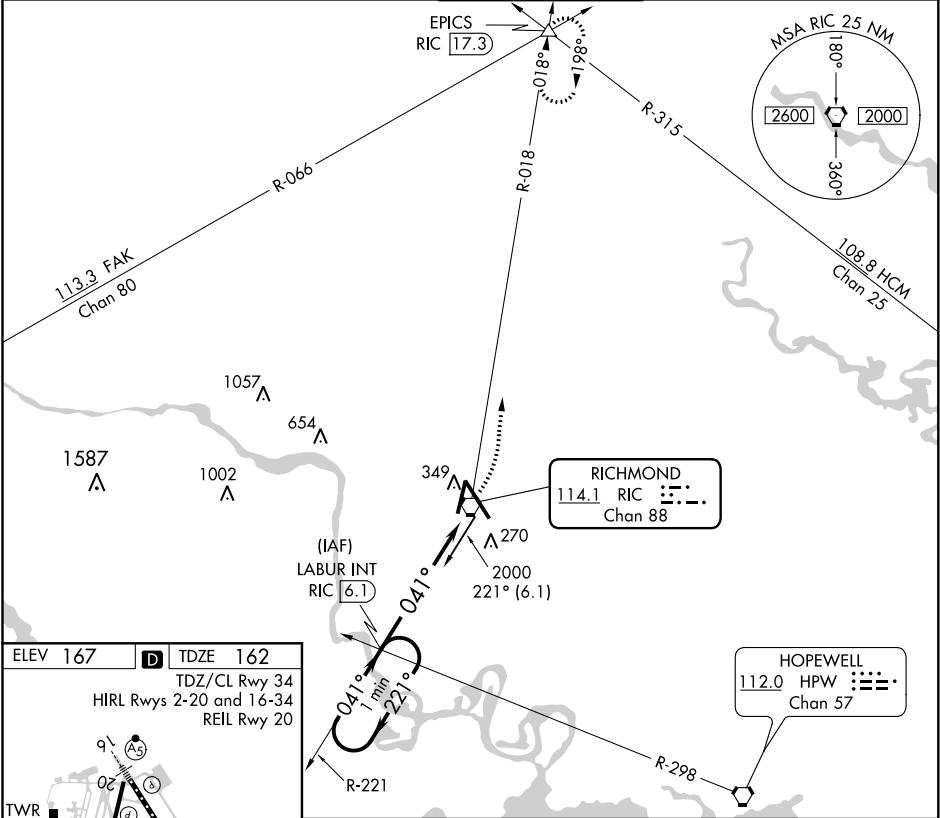 EPICS
RIC 17.3
018°
198°
MSA RIC 25 NM
180°
2600
2000
360°
R-315
R-018
R-066
113.3 FAK
Chan 80
108.8 HCM
Chan 25
1057
654
1587
1002
349
270
RICHMOND
114.1 RIC
Chan 88
(IAF)
LABUR INT
RIC 6.1
041°
2000
221° (6.1)
041°
1 min
221°
R-221
R-298
HOPEWELL
112.0 HPW
Chan 57
ELEV 167 D TDZE 162
TDZ/CL Rwy 34
HIRL Rwys 2-20 and 16-34
REIL Rwy 20
16
A5
20
P
P
TWR